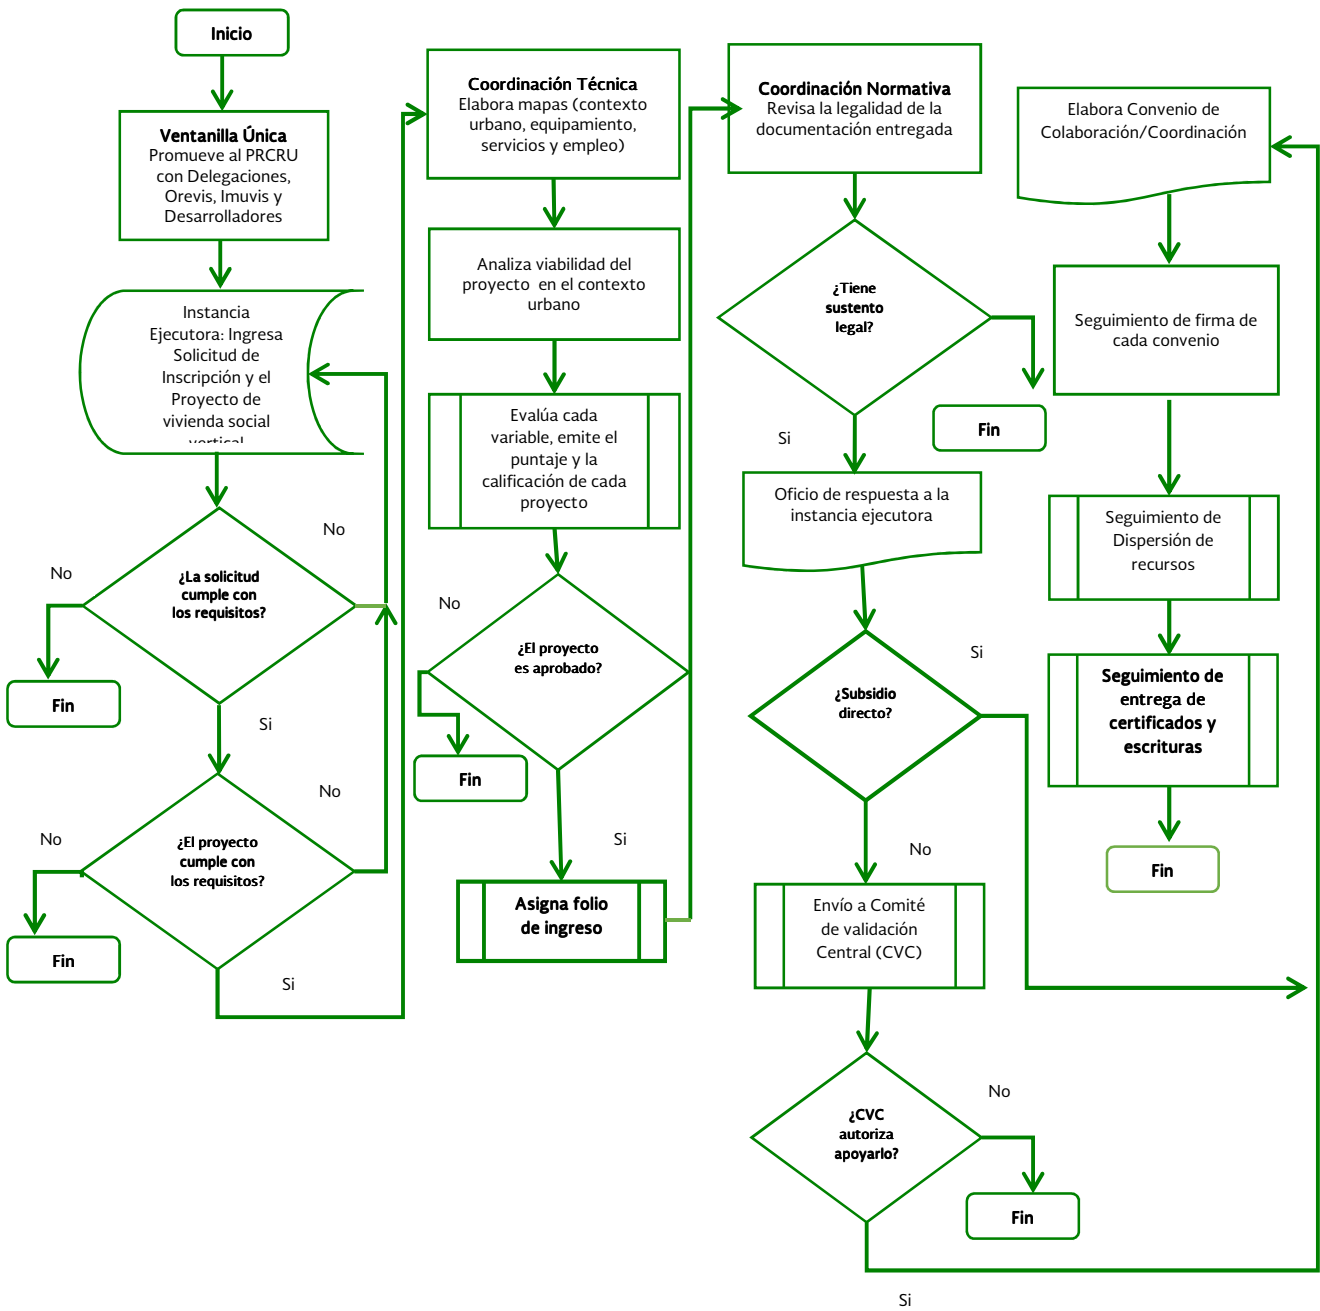 Inicio
Ventanilla Única
Promueve al PRCRU
con Delegaciones,
Orevis, Imuvis y
Desarrolladores
Instancia
Ejecutora: Ingresa
Solicitud de
Inscripción y el
Proyecto de
vivienda social
vertical
No
No
¿La solicitud
cumple con
los requisitos?
Fin
Si
No
No
¿El proyecto
cumple con
los requisitos?
Fin
Si
Coordinación Técnica
Elabora mapas (contexto
urbano, equipamiento,
servicios y empleo)
Analiza viabilidad del
proyecto en el contexto
urbano
Evalúa cada
variable, emite el
puntaje y la
calificación de cada
proyecto
No
¿El proyecto
es aprobado?
Fin
Si
Asigna folio
de ingreso
Coordinación Normativa
Revisa la legalidad de la
documentación entregada
¿Tiene
sustento
legal?
Fin
Si
Oficio de respuesta a la
instancia ejecutora
Si
¿Subsidio
directo?
No
Envío a Comité
de validación
Central (CVC)
No
¿CVC
autoriza
apoyarlo?
Fin
Si
Elabora Convenio de
Colaboración/Coordinación
Seguimiento de firma de
cada convenio
Seguimiento de
Dispersión de
recursos
Seguimiento de
entrega de
certificados y
escrituras
Fin